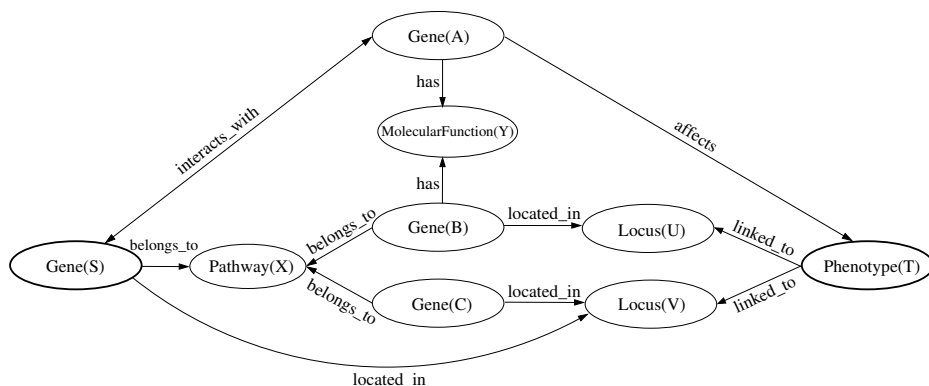 Gene(A)
has
MolecularFunction(Y)
interacts_with
affects
has
belongs_to
Gene(B)
located_in
Locus(U)
linked_to
belongs_to
Gene(S)
Pathway(X)
Phenotype(T)
belongs_to
Gene(C)
located_in
Locus(V)
linked_to
located_in